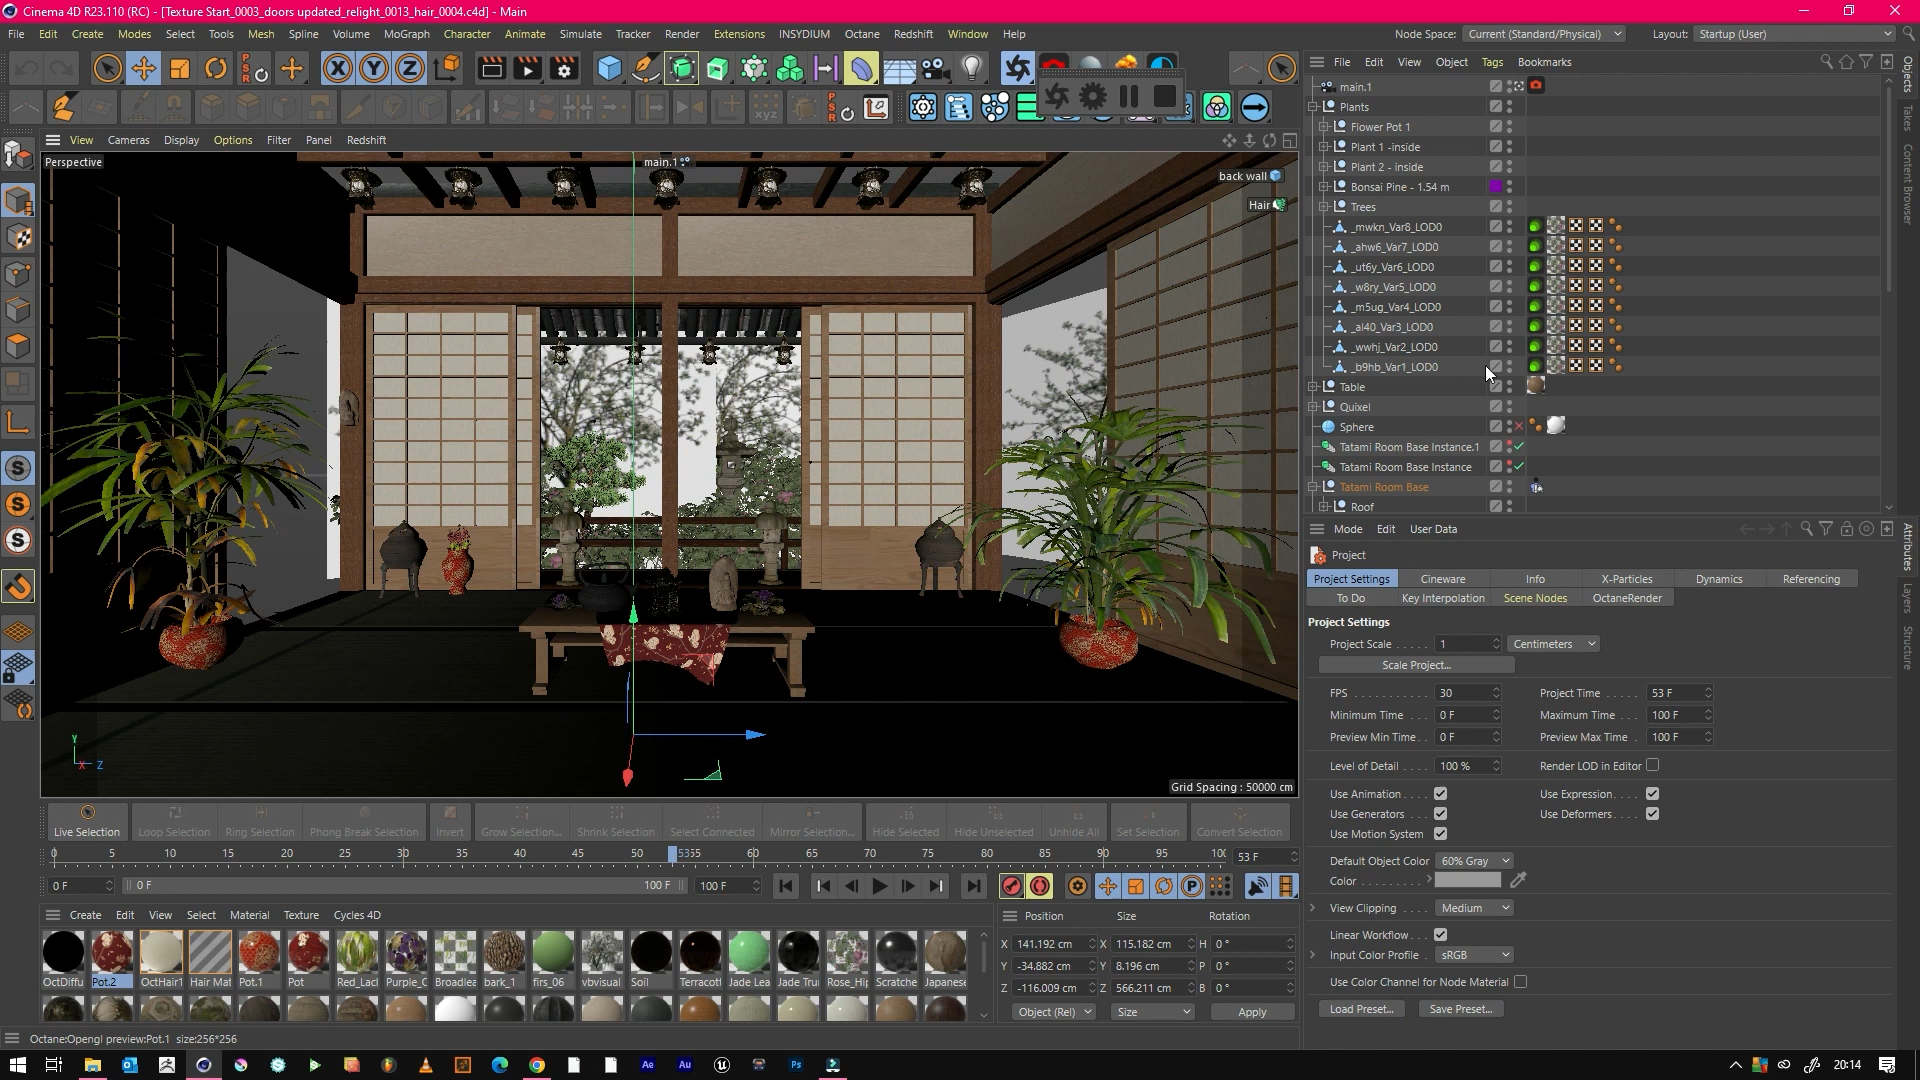 Cinema 4D R23.110 (RC) - [Texture Start_0003_doors updated_relight_0013_hair_0004.c4d] - Main
File Edit Create Modes Select Tools Mesh Spline Volume MoGraph Character Animate Simulate Tracker Render Extensions INSYDIUM Octane Redshift Window Help
Node Space: Current (Standard/Physical) Layout: Startup (User)
File Edit View Object Tags Bookmarks
View Cameras Display Options Filter Panel Redshift
Perspective
main.1
back wall
Hair
Grid Spacing : 50000 cm
Y
X Z
main.1
Plants
Flower Pot 1
Plant 1 -inside
Plant 2 - inside
Bonsai Pine - 1.54 m
Trees
_mwkn_Var8_LOD0
_ahw6_Var7_LOD0
_ut6y_Var6_LOD0
_w8ry_Var5_LOD0
_m5ug_Var4_LOD0
_al40_Var3_LOD0
_wwhj_Var2_LOD0
_b9hb_Var1_LOD0
Table
Quixel
Sphere
Tatami Room Base Instance.1
Tatami Room Base Instance
Tatami Room Base
Roof
Objects
Takes
Content Browser
Attributes
Layers
Structure
Mode Edit User Data
Project
Project Settings Cineware Info X-Particles Dynamics Referencing
To Do Key Interpolation Scene Nodes OctaneRender
Project Settings
Project Scale . . . . . 1 Centimeters
Scale Project...
FPS 30 Project Time 53 F
Minimum Time 0 F Maximum Time 100 F
Preview Min Time 0 F Preview Max Time 100 F
Level of Detail 100 % Render LOD in Editor
Use Animation Use Expression
Use Generators Use Deformers
Use Motion System
Default Object Color 60% Gray
Color
View Clipping Medium
Linear Workflow
Input Color Profile sRGB
Use Color Channel for Node Material
Load Preset... Save Preset...
Live Selection Loop Selection Ring Selection Phong Break Selection Invert Grow Selection... Shrink Selection Select Connected Mirror Selection... Hide Selected Hide Unselected Unhide All Set Selection Convert Selection
0 5 10 15 20 25 30 35 40 45 50 5355 60 65 70 75 80 85 90 95 100 53 F
0 F 0 F 100 F 100 F
Create Edit View Select Material Texture Cycles 4D
OctDiffu Pot.2 OctHair1 Hair Mat Pot.1 Pot Red_Lacl Purple_C Broadlea bark_1 firs_06 vbvisual Soil Terracott Jade Lea Jade Tru Rose_Hip Scratche Japanese
Position Size Rotation
X 141.192 cm X 115.182 cm H 0 °
Y -34.882 cm Y 8.196 cm P 0 °
Z -116.009 cm Z 566.211 cm B 0 °
Object (Rel) Size Apply
Octane:Opengl preview:Pot.1 size:256*256
Ae Au Ps 20:14